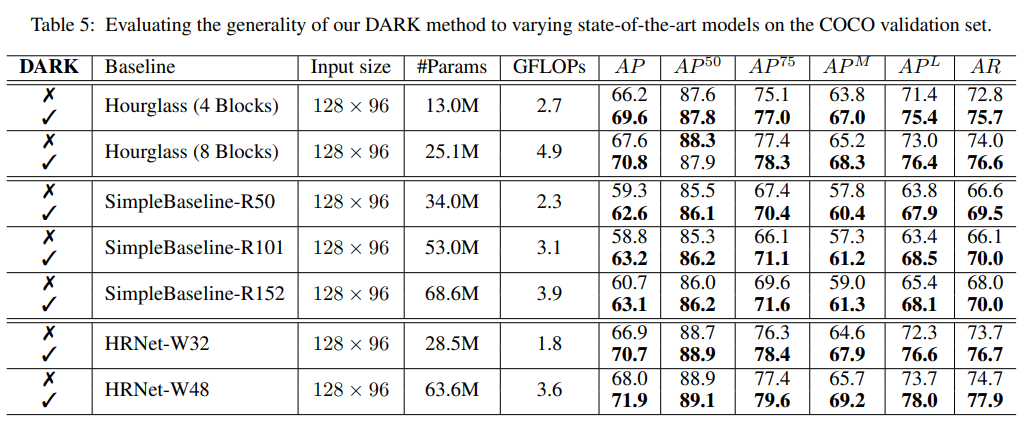 Table 5: Evaluating the generality of our DARK method to varying state-of-the-art models on the COCO validation set.
DARK Baseline Input size #Params GFLOPs AP AP^50 AP^75 AP^M AP^L AR
✗ Hourglass (4 Blocks) 128 × 96 13.0M 2.7 66.2 87.6 75.1 63.8 71.4 72.8
✓ 69.6 87.8 77.0 67.0 75.4 75.7
✗ Hourglass (8 Blocks) 128 × 96 25.1M 4.9 67.6 88.3 77.4 65.2 73.0 74.0
✓ 70.8 87.9 78.3 68.3 76.4 76.6
✗ SimpleBaseline-R50 128 × 96 34.0M 2.3 59.3 85.5 67.4 57.8 63.8 66.6
✓ 62.6 86.1 70.4 60.4 67.9 69.5
✗ SimpleBaseline-R101 128 × 96 53.0M 3.1 58.8 85.3 66.1 57.3 63.4 66.1
✓ 63.2 86.2 71.1 61.2 68.5 70.0
✗ SimpleBaseline-R152 128 × 96 68.6M 3.9 60.7 86.0 69.6 59.0 65.4 68.0
✓ 63.1 86.2 71.6 61.3 68.1 70.0
✗ HRNet-W32 128 × 96 28.5M 1.8 66.9 88.7 76.3 64.6 72.3 73.7
✓ 70.7 88.9 78.4 67.9 76.6 76.7
✗ HRNet-W48 128 × 96 63.6M 3.6 68.0 88.9 77.4 65.7 73.7 74.7
✓ 71.9 89.1 79.6 69.2 78.0 77.9